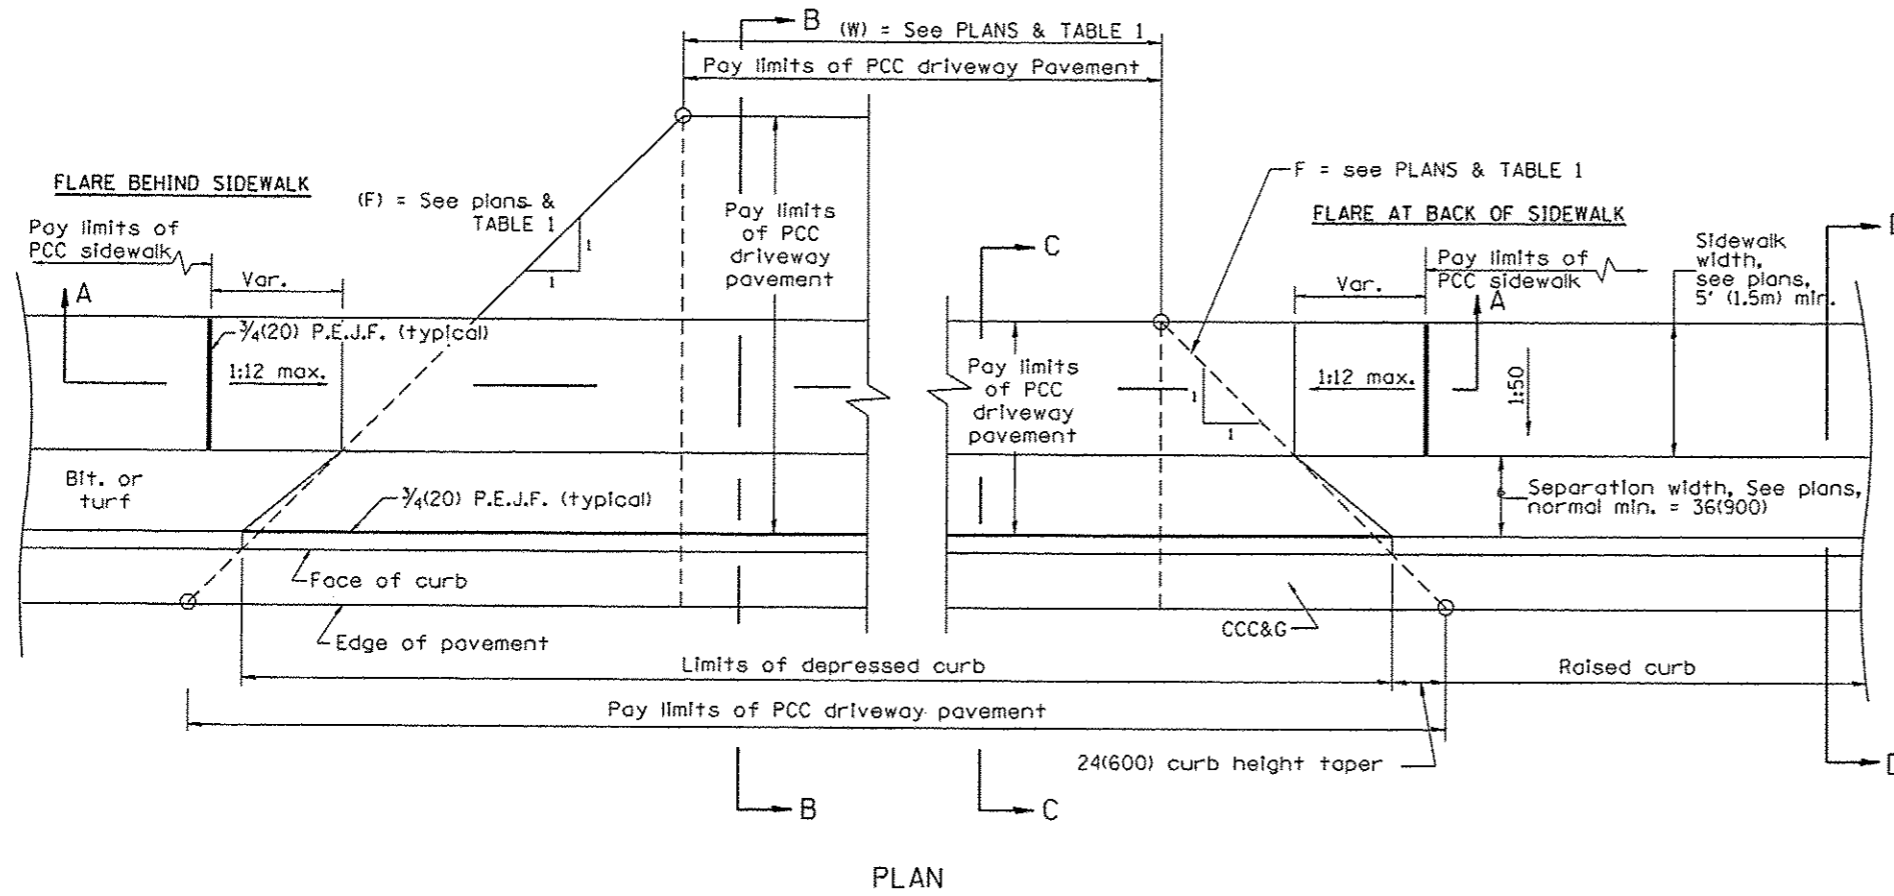 B
(W) = See PLANS & TABLE 1
Pay limits of PCC driveway Pavement
FLARE BEHIND SIDEWALK
(F) = See plans &
TABLE 1
1
1
Pay limits of
PCC sidewalk
Var.
A
3/4(20) P.E.J.F. (typical)
1:12 max.
Pay limits
of PCC
driveway
pavement
F = see PLANS & TABLE 1
FLARE AT BACK OF SIDEWALK
C
Var.
Pay limits of
PCC sidewalk
A
Sidewalk
width,
see plans,
5' (1.5m) min.
D
Pay limits
of PCC
driveway
pavement
1
1
1:12 max.
1:50
Bit. or
turf
3/4(20) P.E.J.F. (typical)
Separation width, See plans,
normal min. = 36(900)
Face of curb
Edge of pavement
CCC&G
Limits of depressed curb
Raised curb
Pay limits of PCC driveway pavement
24(600) curb height taper
B
C
D
PLAN